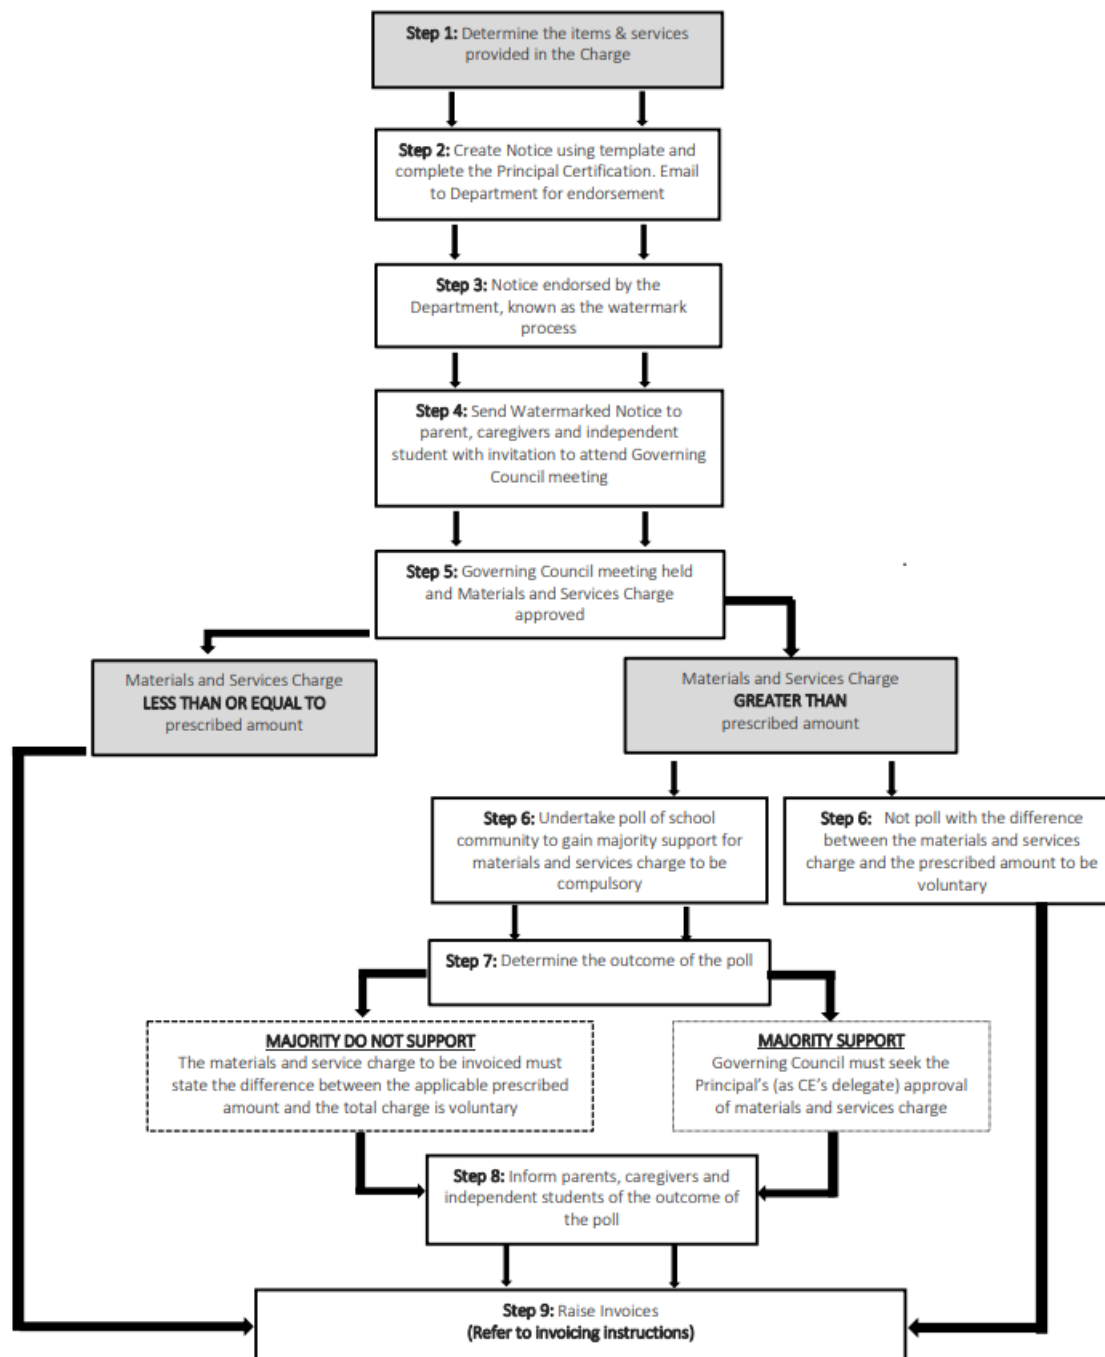 Step 1: Determine the items & services
provided in the Charge
Step 2: Create Notice using template and
complete the Principal Certification. Email
to Department for endorsement
Step 3: Notice endorsed by the
Department, known as the watermark
process
Step 4: Send Watermarked Notice to
parent, caregivers and independent
student with invitation to attend Governing
Council meeting
Step 5: Governing Council meeting held
and Materials and Services Charge
approved
Materials and Services Charge
LESS THAN OR EQUAL TO
prescribed amount
Materials and Services Charge
GREATER THAN
prescribed amount
Step 6: Undertake poll of school
community to gain majority support for
materials and services charge to be
compulsory
Step 6: Not poll with the difference
between the materials and services
charge and the prescribed amount to be
voluntary
Step 7: Determine the outcome of the poll
MAJORITY DO NOT SUPPORT
The materials and service charge to be invoiced must
state the difference between the applicable prescribed
amount and the total charge is voluntary
MAJORITY SUPPORT
Governing Council must seek the
Principal's (as CE's delegate) approval
of materials and services charge
Step 8: Inform parents, caregivers and
independent students of the outcome of
the poll
Step 9: Raise Invoices
(Refer to invoicing instructions)